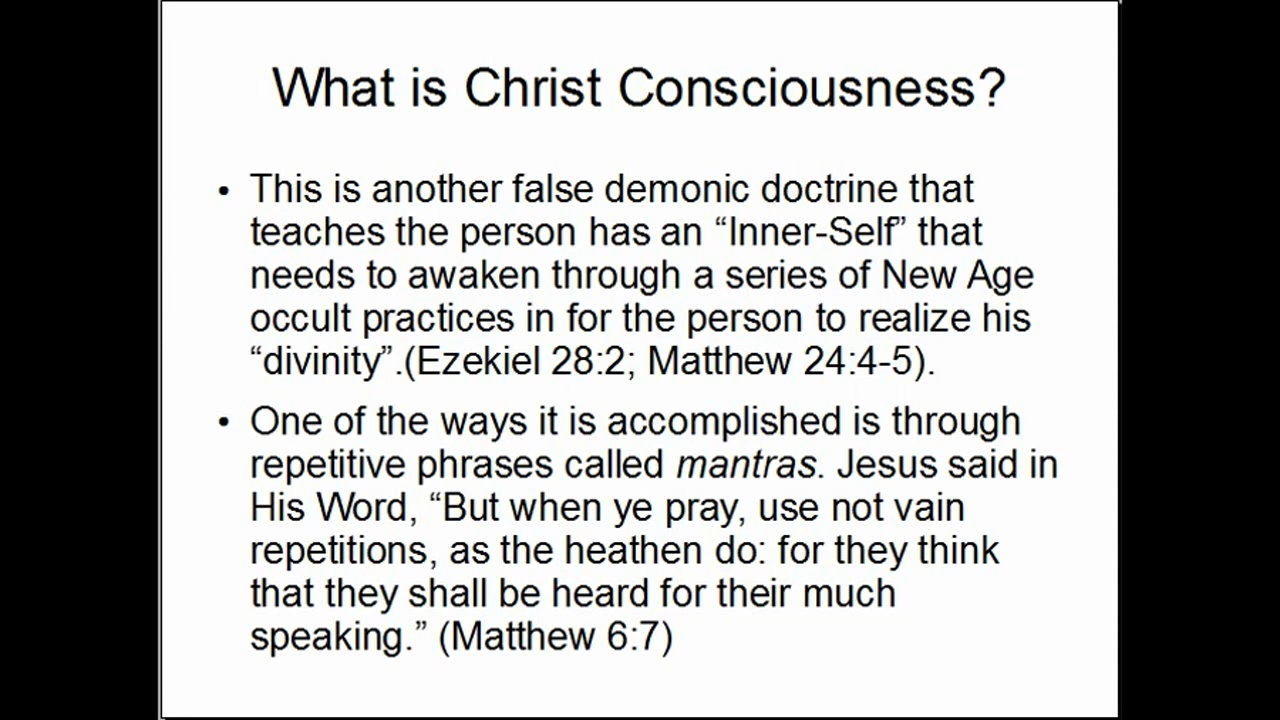 What is Christ Consciousness?
• This is another false demonic doctrine that
teaches the person has an “Inner-Self” that
needs to awaken through a series of New Age
occult practices in for the person to realize his
“divinity”.(Ezekiel 28:2; Matthew 24:4-5).
• One of the ways it is accomplished is through
repetitive phrases called mantras. Jesus said in
His Word, “But when ye pray, use not vain
repetitions, as the heathen do: for they think
that they shall be heard for their much
speaking.” (Matthew 6:7)